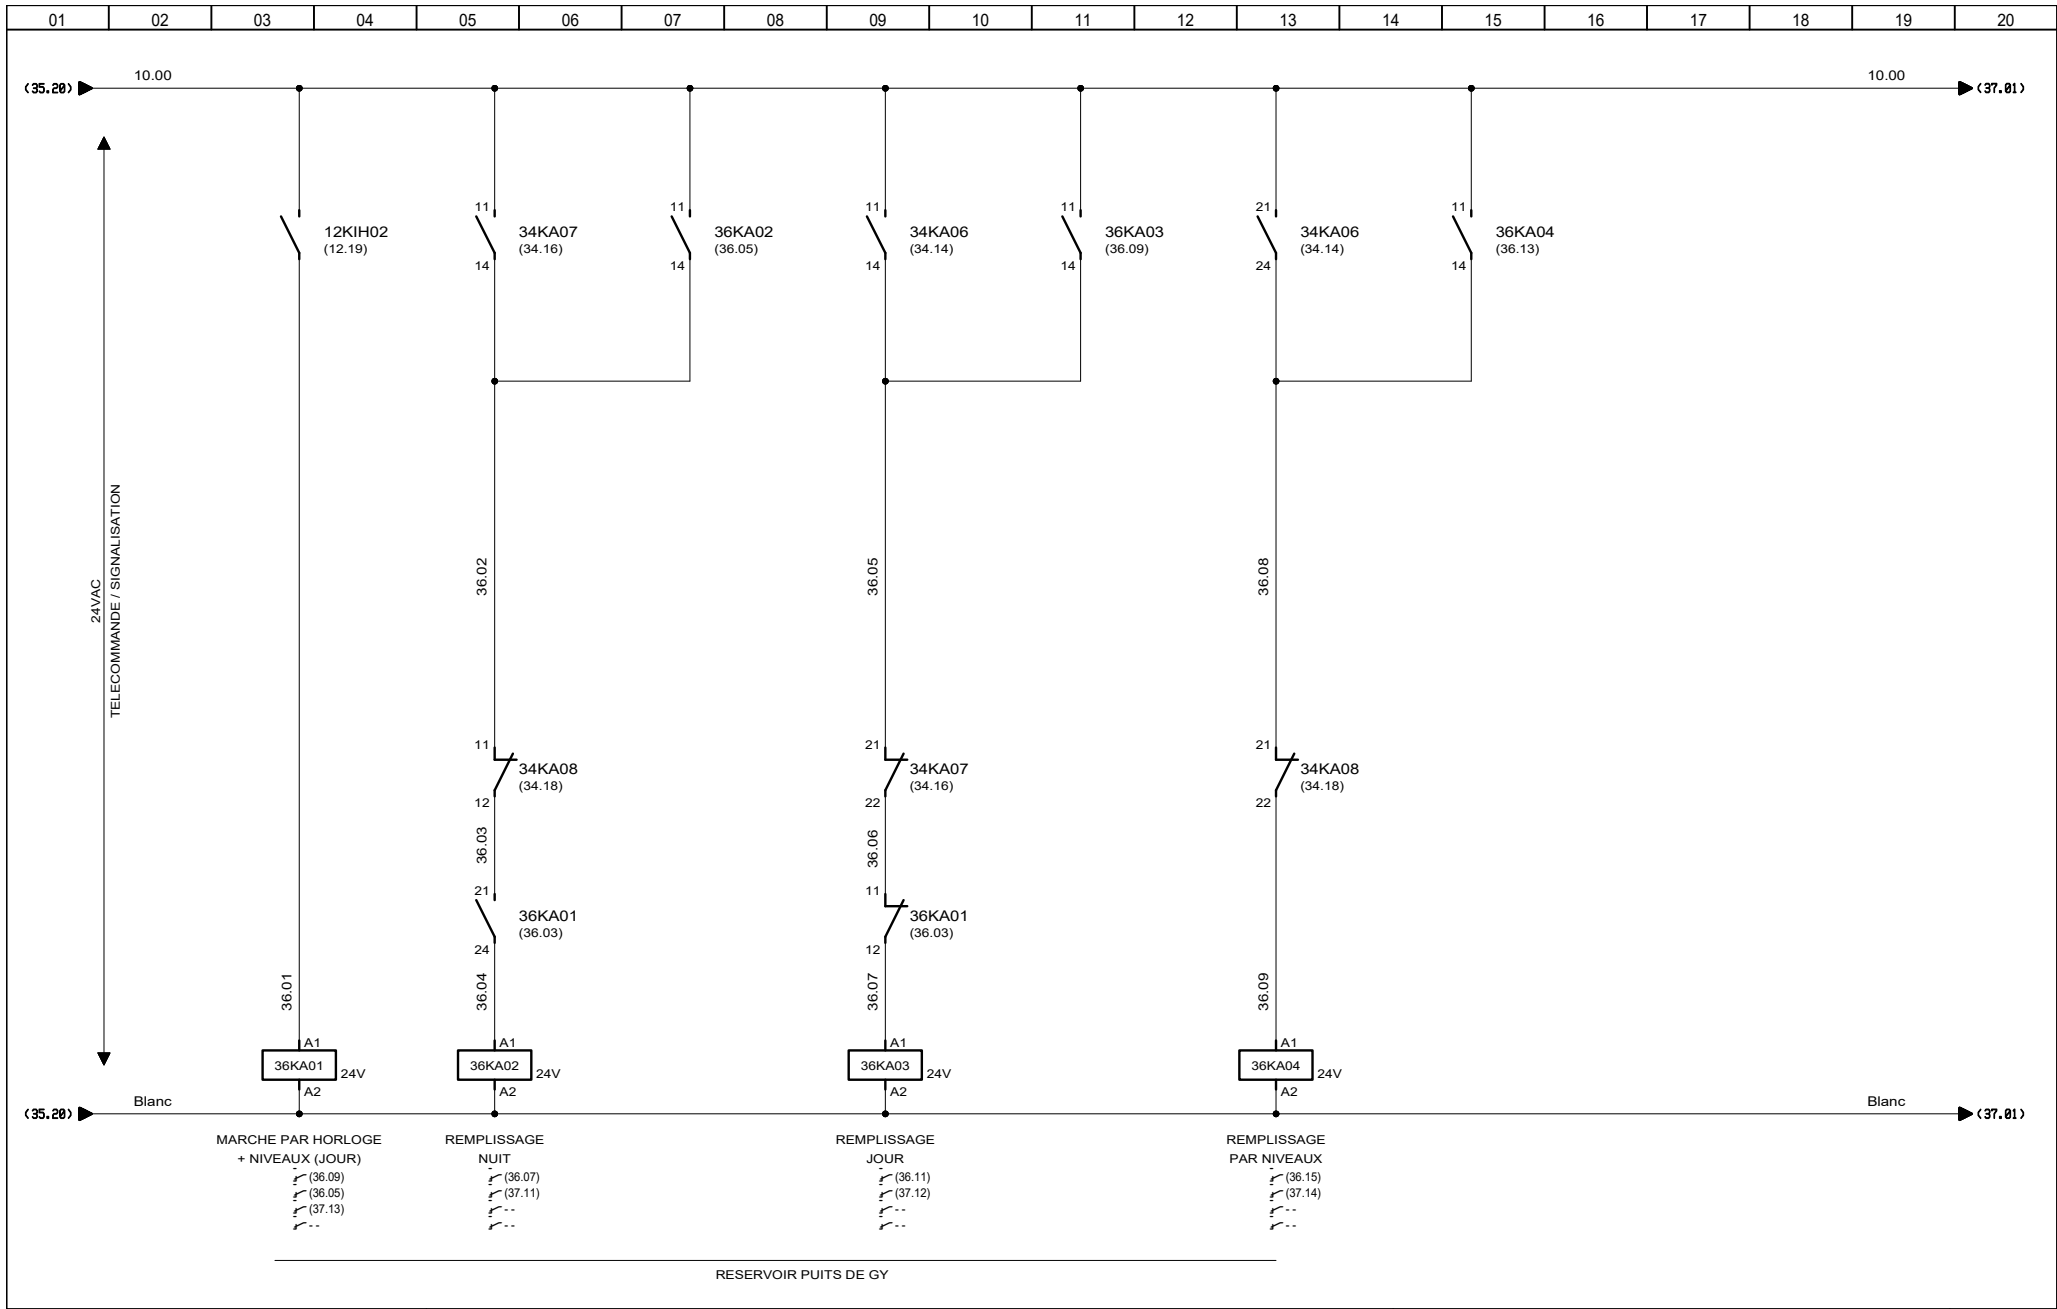 01 02 03 04 05 06 07 08 09 10 11 12 13 14 15 16 17 18 19 20
10.00 10.00
(35.20) (37.01)
11 11 11 11 21 11
12KIH02 34KA07 36KA02 34KA06 36KA03 34KA06 36KA04
(12.19) (34.16) (36.05) (34.14) (36.09) (34.14) (36.13)
14 14 14 14 24 14
24VAC
TELECOMMANDE / SIGNALISATION
36.02 36.05 36.08
11 21 21
34KA08 34KA07 34KA08
(34.18) (34.16) (34.18)
12 22 22
36.03 36.06
21 11
36KA01 36KA01
(36.03) (36.03)
24 12
36.01 36.04 36.07 36.09
A1 A1 A1 A1
36KA01 24V 36KA02 24V 36KA03 24V 36KA04 24V
A2 A2 A2 A2
Blanc Blanc
(35.20) (37.01)
MARCHE PAR HORLOGE REMPLISSAGE REMPLISSAGE REMPLISSAGE
+ NIVEAUX (JOUR) NUIT JOUR PAR NIVEAUX
(36.09) (36.07) (36.11) (36.15)
(36.05) (37.11) (37.12) (37.14)
(37.13) -- -- --
-- -- -- --
RESERVOIR PUITS DE GY